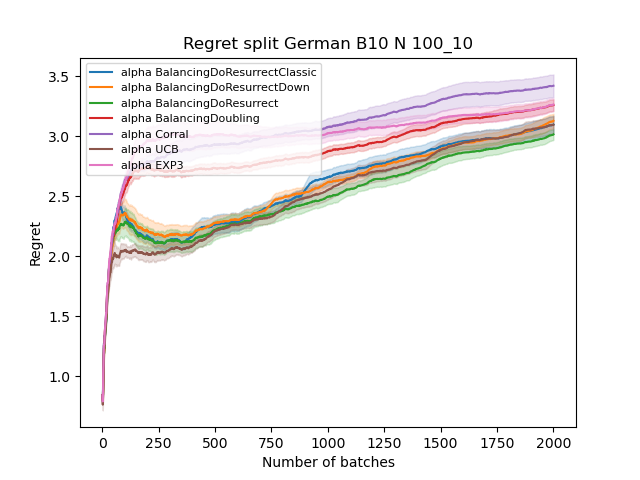 Regret split German B10 N 100_10
alpha BalancingDoResurrectClassic
alpha BalancingDoResurrectDown
alpha BalancingDoResurrect
alpha BalancingDoubling
alpha Corral
alpha UCB
alpha EXP3
Regret
3.5
3.0
2.5
2.0
1.5
1.0
0 250 500 750 1000 1250 1500 1750 2000
Number of batches